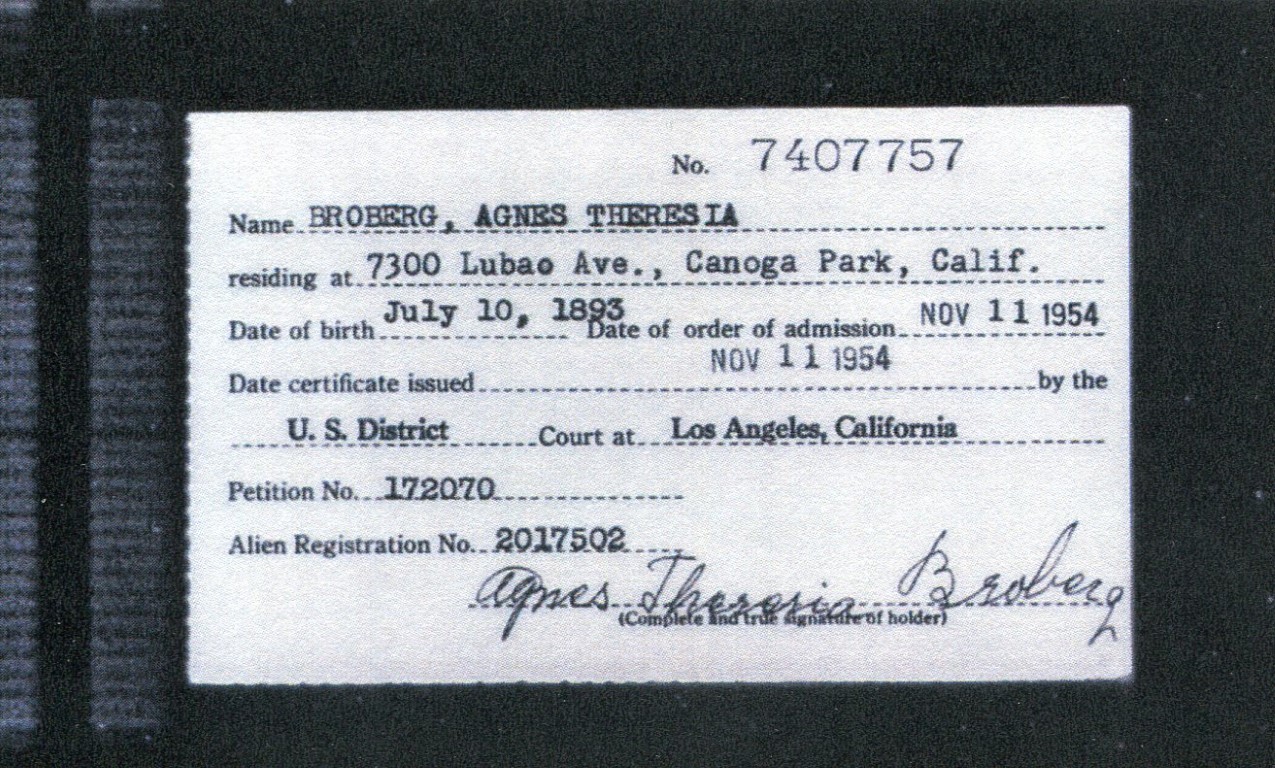 No. 7407757
Name BROBERG, AGNES THERESIA
residing at 7300 Lubao Ave., Canoga Park, Calif.
Date of birth July 10, 1893 Date of order of admission NOV 11 1954
Date certificate issued NOV 11 1954 by the
U. S. District Court at Los Angeles, California
Petition No. 172070
Alien Registration No. 2017502
Agnes Theresia Broberg
(Complete and true signature of holder)